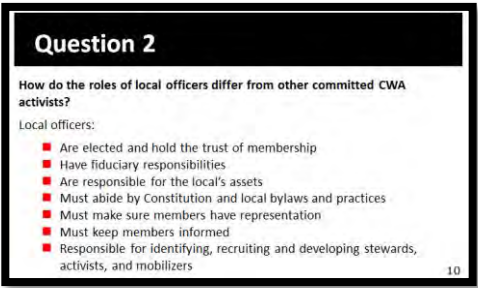 Question 2
How do the roles of local officers differ from other committed CWA
activists?
Local officers:
Are elected and hold the trust of membership
Have fiduciary responsibilities
Are responsible for the local's assets
Must abide by Constitution and local bylaws and practices
Must make sure members have representation
Must keep members informed
Responsible for identifying, recruiting and developing stewards,
activists, and mobilizers
10